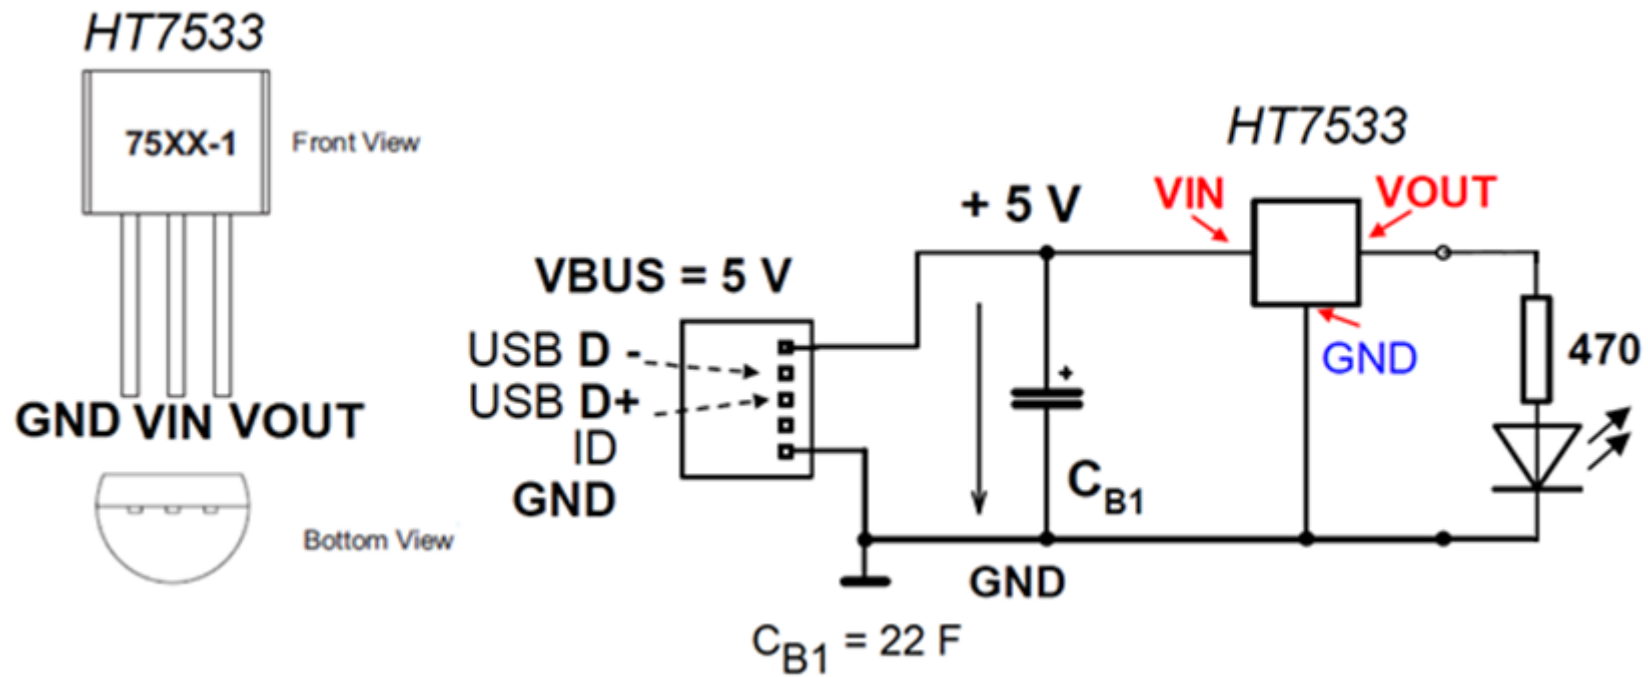 HT7533
75XX-1
Front View
GND VIN VOUT
Bottom View
VBUS = 5 V
USB D -
USB D+
ID
GND
+ 5 V
+
CB1
GND
CB1 = 22 F
HT7533
VIN
VOUT
GND
470